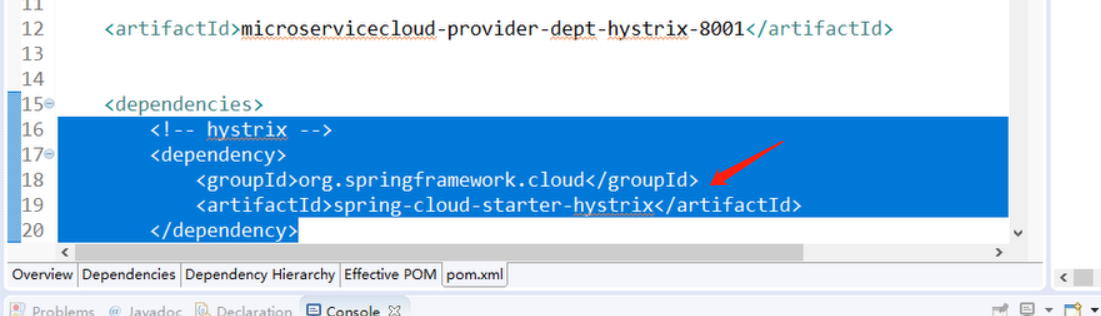 11
12 <artifactId>microservicecloud-provider-dept-hystrix-8001</artifactId>
13
14
15 <dependencies>
16 <!-- hystrix -->
17 <dependency>
18 <groupId>org.springframework.cloud</groupId>
19 <artifactId>spring-cloud-starter-hystrix</artifactId>
20 </dependency>
Overview Dependencies Dependency Hierarchy Effective POM pom.xml
Problems @ Javadoc Declaration Console